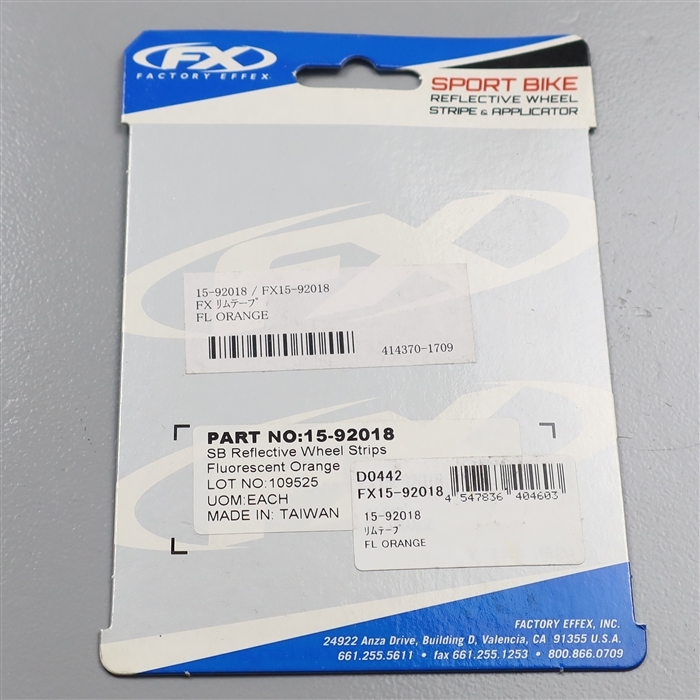 FX
FACTORY EFFEX
SPORT BIKE
REFLECTIVE WHEEL
STRIPE & APPLICATOR
15-92018 / FX15-92018
FX ﾘﾑﾃｰﾌﾟ
FL ORANGE
414370-1709
PART NO:15-92018
SB Reflective Wheel Strips
Fluorescent Orange
LOT NO:109525
UOM:EACH
MADE IN: TAIWAN
D0442
FX15-92018
4 547836 404603
15-92018
ﾘﾑﾃｰﾌﾟ
FL ORANGE
FACTORY EFFEX, INC.
24922 Anza Drive, Building D, Valencia, CA 91355 U.S.A.
661.255.5611 • fax 661.255.1253 • 800.866.0709